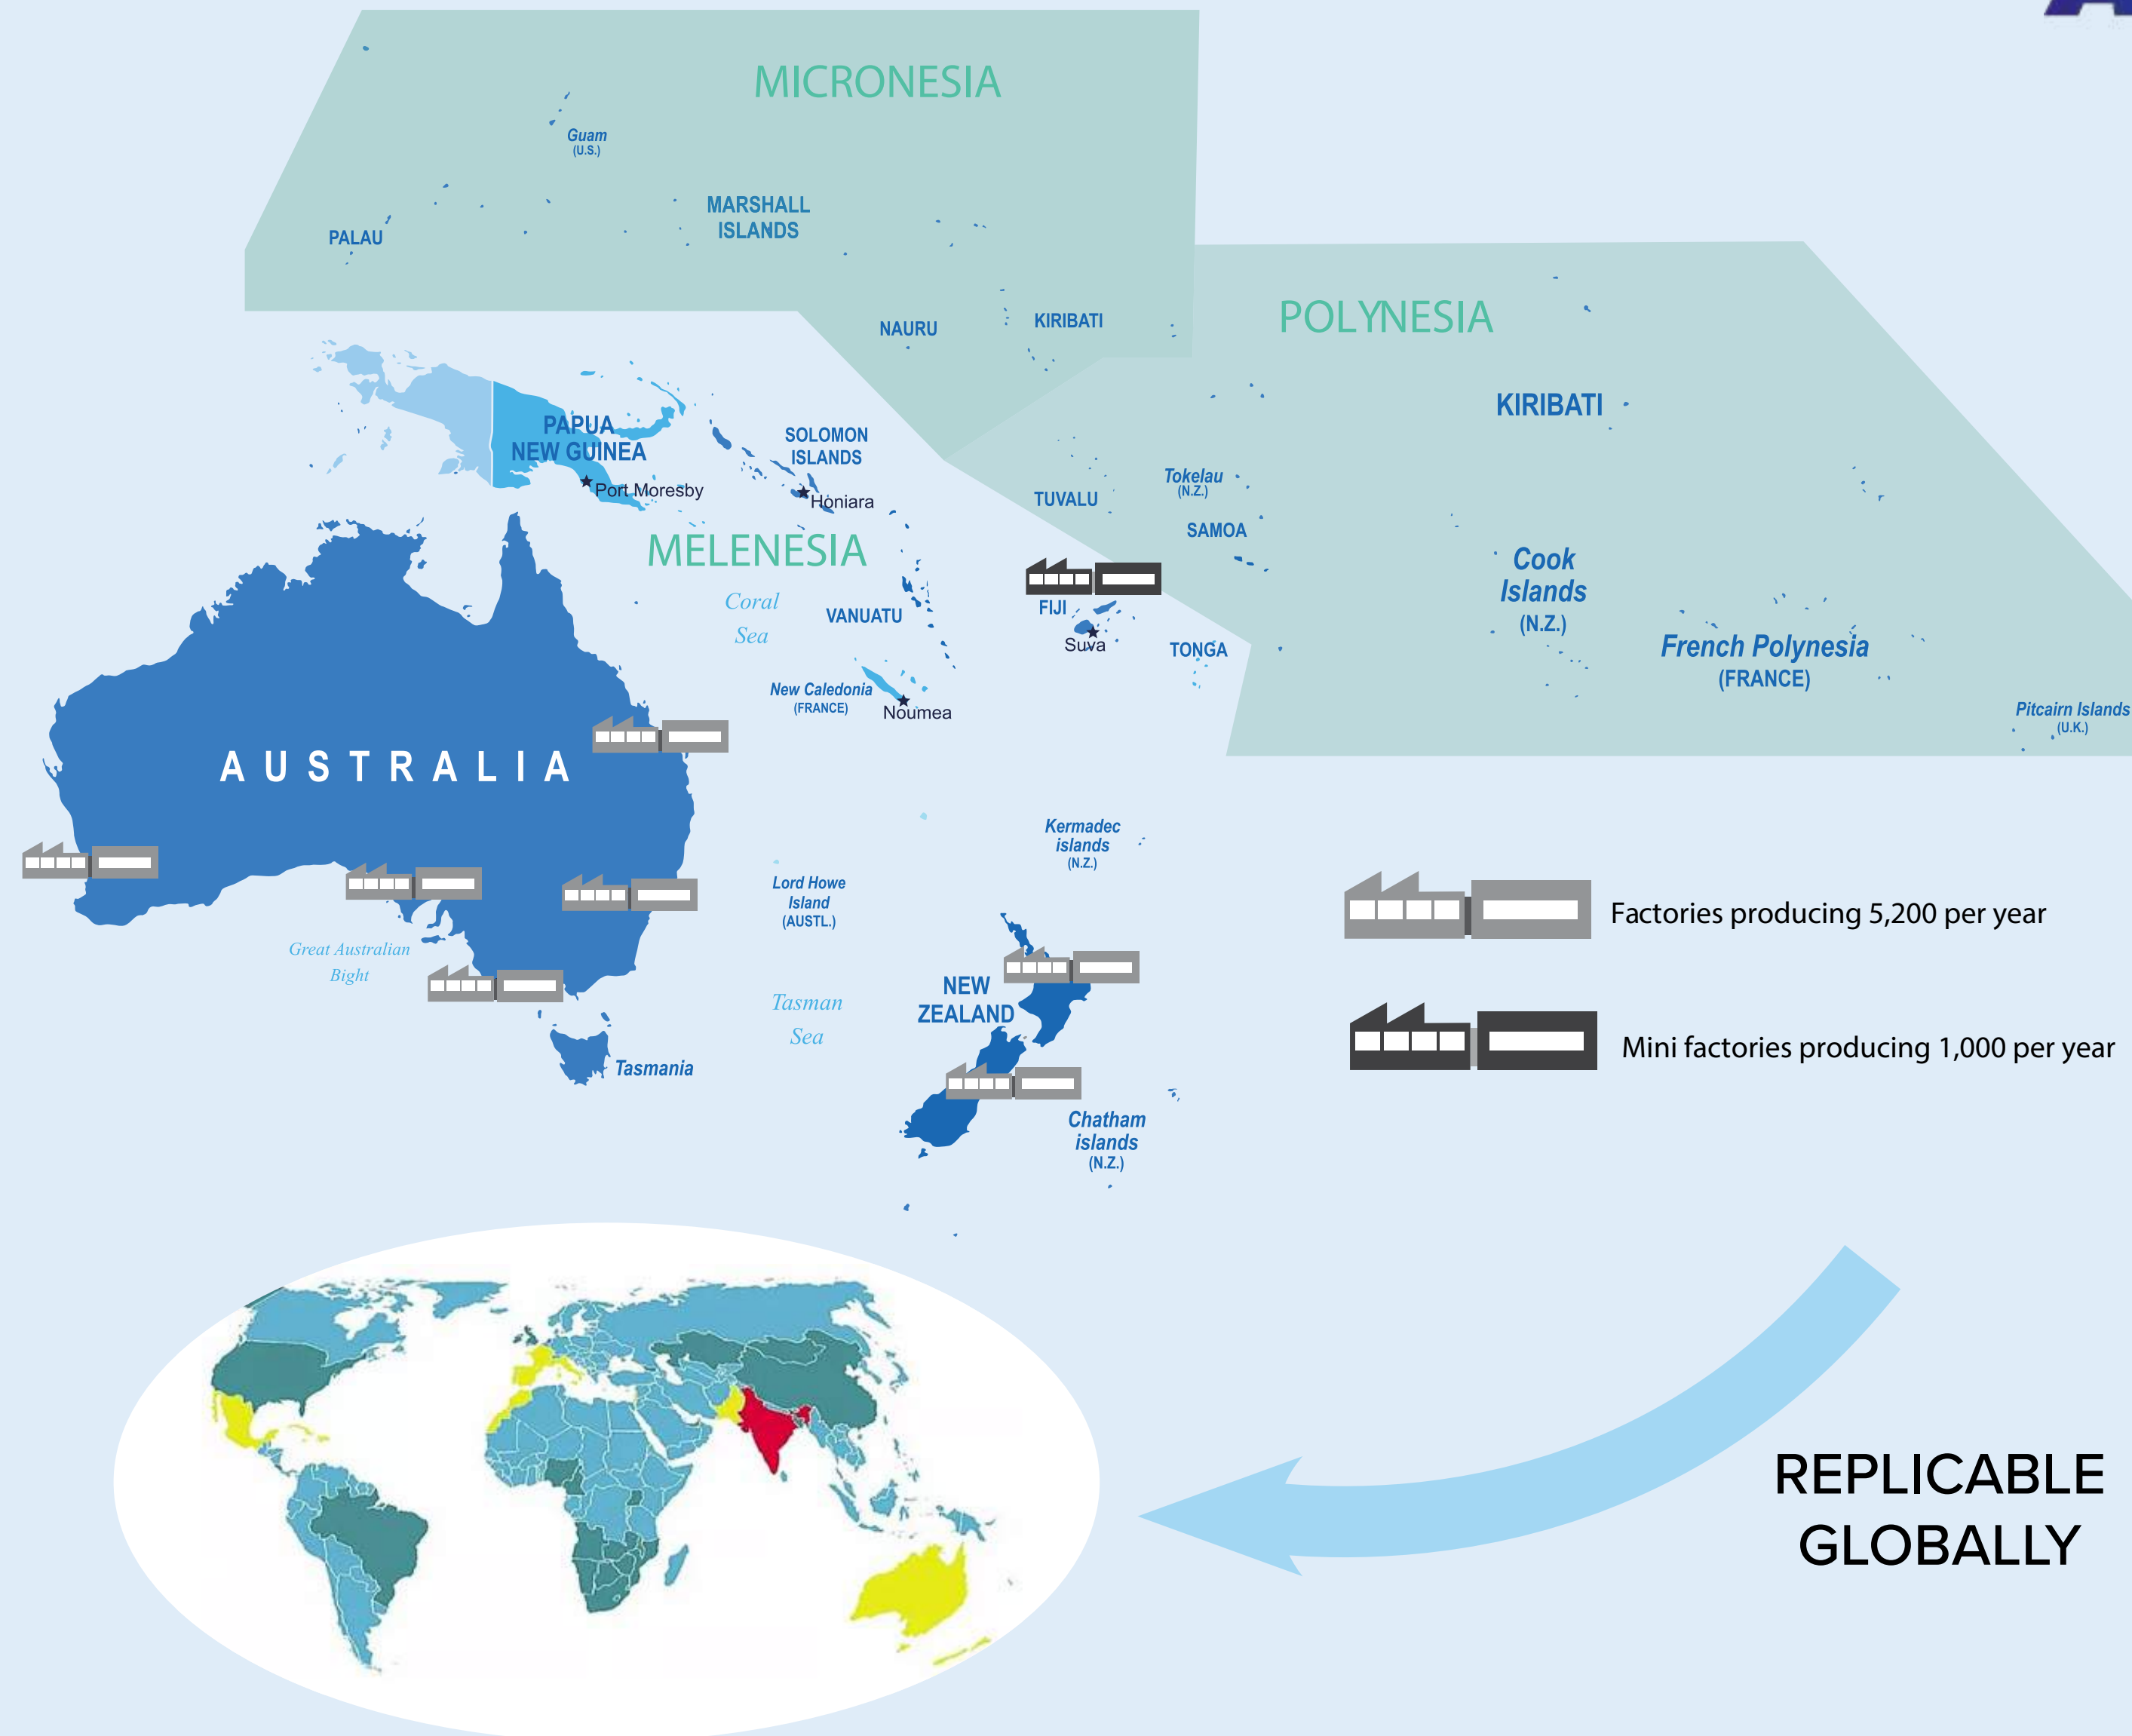 MICRONESIA
Guam
(U.S.)
MARSHALL
ISLANDS
PALAU
NAURU
KIRIBATI
POLYNESIA
KIRIBATI
PAPUA
NEW GUINEA
Port Moresby
SOLOMON
ISLANDS
Honiara
TUVALU
Tokelau
(N.Z.)
SAMOA
MELENESIA
Coral
Sea
VANUATU
FIJI
Suva
TONGA
Cook
Islands
(N.Z.)
French Polynesia
(FRANCE)
Pitcairn Islands
(U.K.)
New Caledonia
(FRANCE)
Noumea
AUSTRALIA
Kermadec
islands
(N.Z.)
Lord Howe
Island
(AUSTL.)
Great Australian
Bight
Tasman
Sea
NEW
ZEALAND
Tasmania
Chatham
islands
(N.Z.)
Factories producing 5,200 per year
Mini factories producing 1,000 per year
REPLICABLE
GLOBALLY